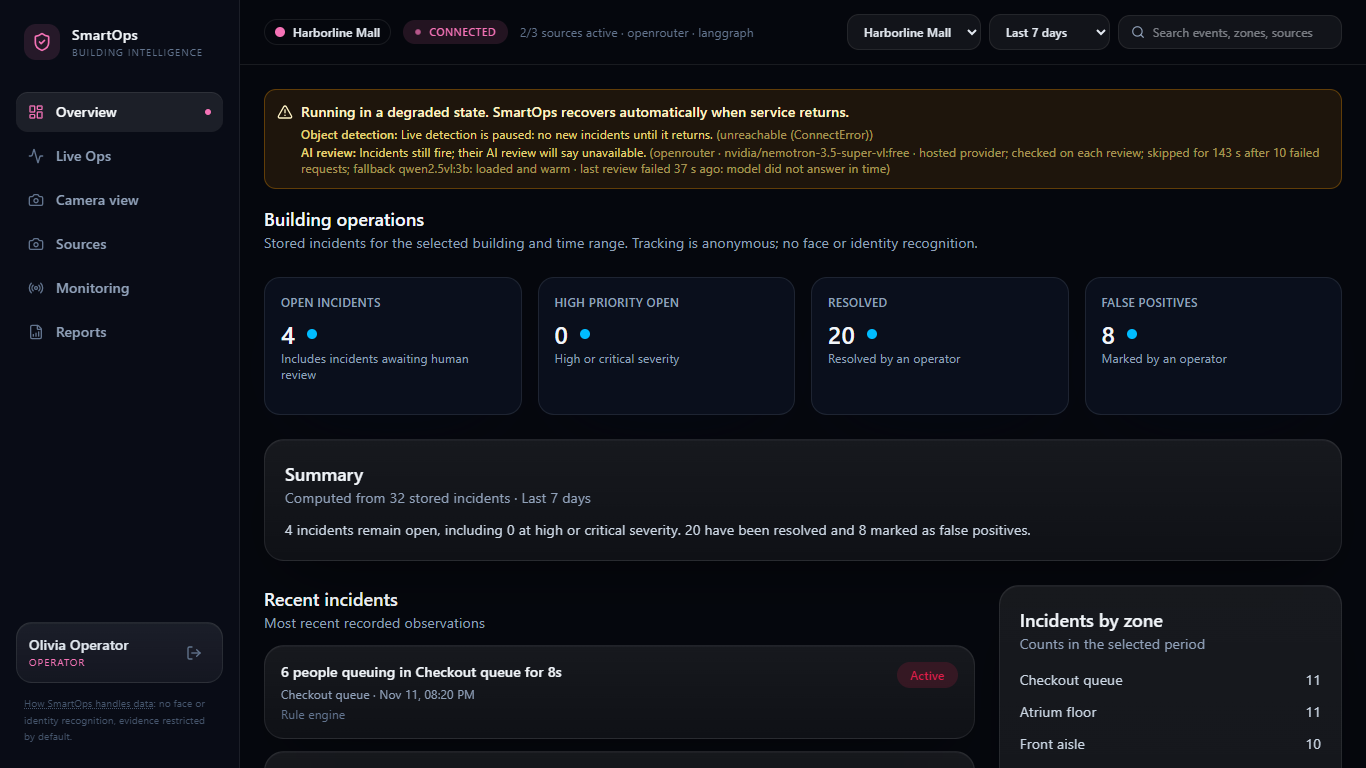 SmartOps
BUILDING INTELLIGENCE
Overview
Live Ops
Camera view
Sources
Monitoring
Reports
Olivia Operator
OPERATOR
How SmartOps handles data: no face or
identity recognition, evidence restricted
by default.
Harborline Mall
CONNECTED
2/3 sources active · openrouter · langgraph
Harborline Mall
Last 7 days
Search events, zones, sources
Running in a degraded state. SmartOps recovers automatically when service returns.
Object detection: Live detection is paused: no new incidents until it returns. (unreachable (ConnectError))
AI review: Incidents still fire; their AI review will say unavailable. (openrouter · nvidia/nemotron-3.5-super-vl:free · hosted provider; checked on each review; skipped for 143 s after 10 failed
requests; fallback qwen2.5vl:3b: loaded and warm · last review failed 37 s ago: model did not answer in time)
Building operations
Stored incidents for the selected building and time range. Tracking is anonymous; no face or identity recognition.
OPEN INCIDENTS
4
Includes incidents awaiting human
review
HIGH PRIORITY OPEN
0
High or critical severity
RESOLVED
20
Resolved by an operator
FALSE POSITIVES
8
Marked by an operator
Summary
Computed from 32 stored incidents · Last 7 days
4 incidents remain open, including 0 at high or critical severity. 20 have been resolved and 8 marked as false positives.
Recent incidents
Most recent recorded observations
6 people queuing in Checkout queue for 8s
Active
Checkout queue · Nov 11, 08:20 PM
Rule engine
Incidents by zone
Counts in the selected period
Checkout queue 11
Atrium floor 11
Front aisle 10